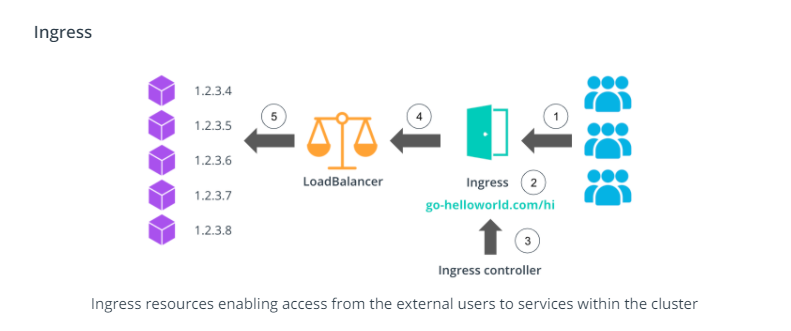 Ingress
1.2.3.4
1.2.3.5
1.2.3.6
1.2.3.7
1.2.3.8
5
LoadBalancer
4
1
Ingress 2
go-helloworld.com/hi
3
Ingress controller
Ingress resources enabling access from the external users to services within the cluster